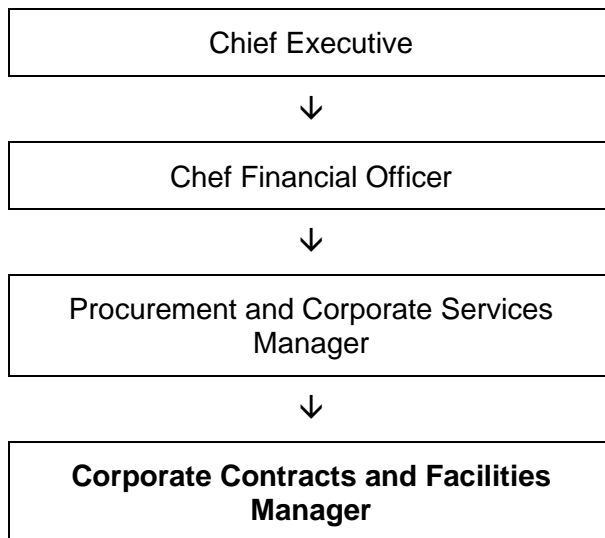 Chief Executive
Chef Financial Officer
Procurement and Corporate Services
Manager
Corporate Contracts and Facilities
Manager